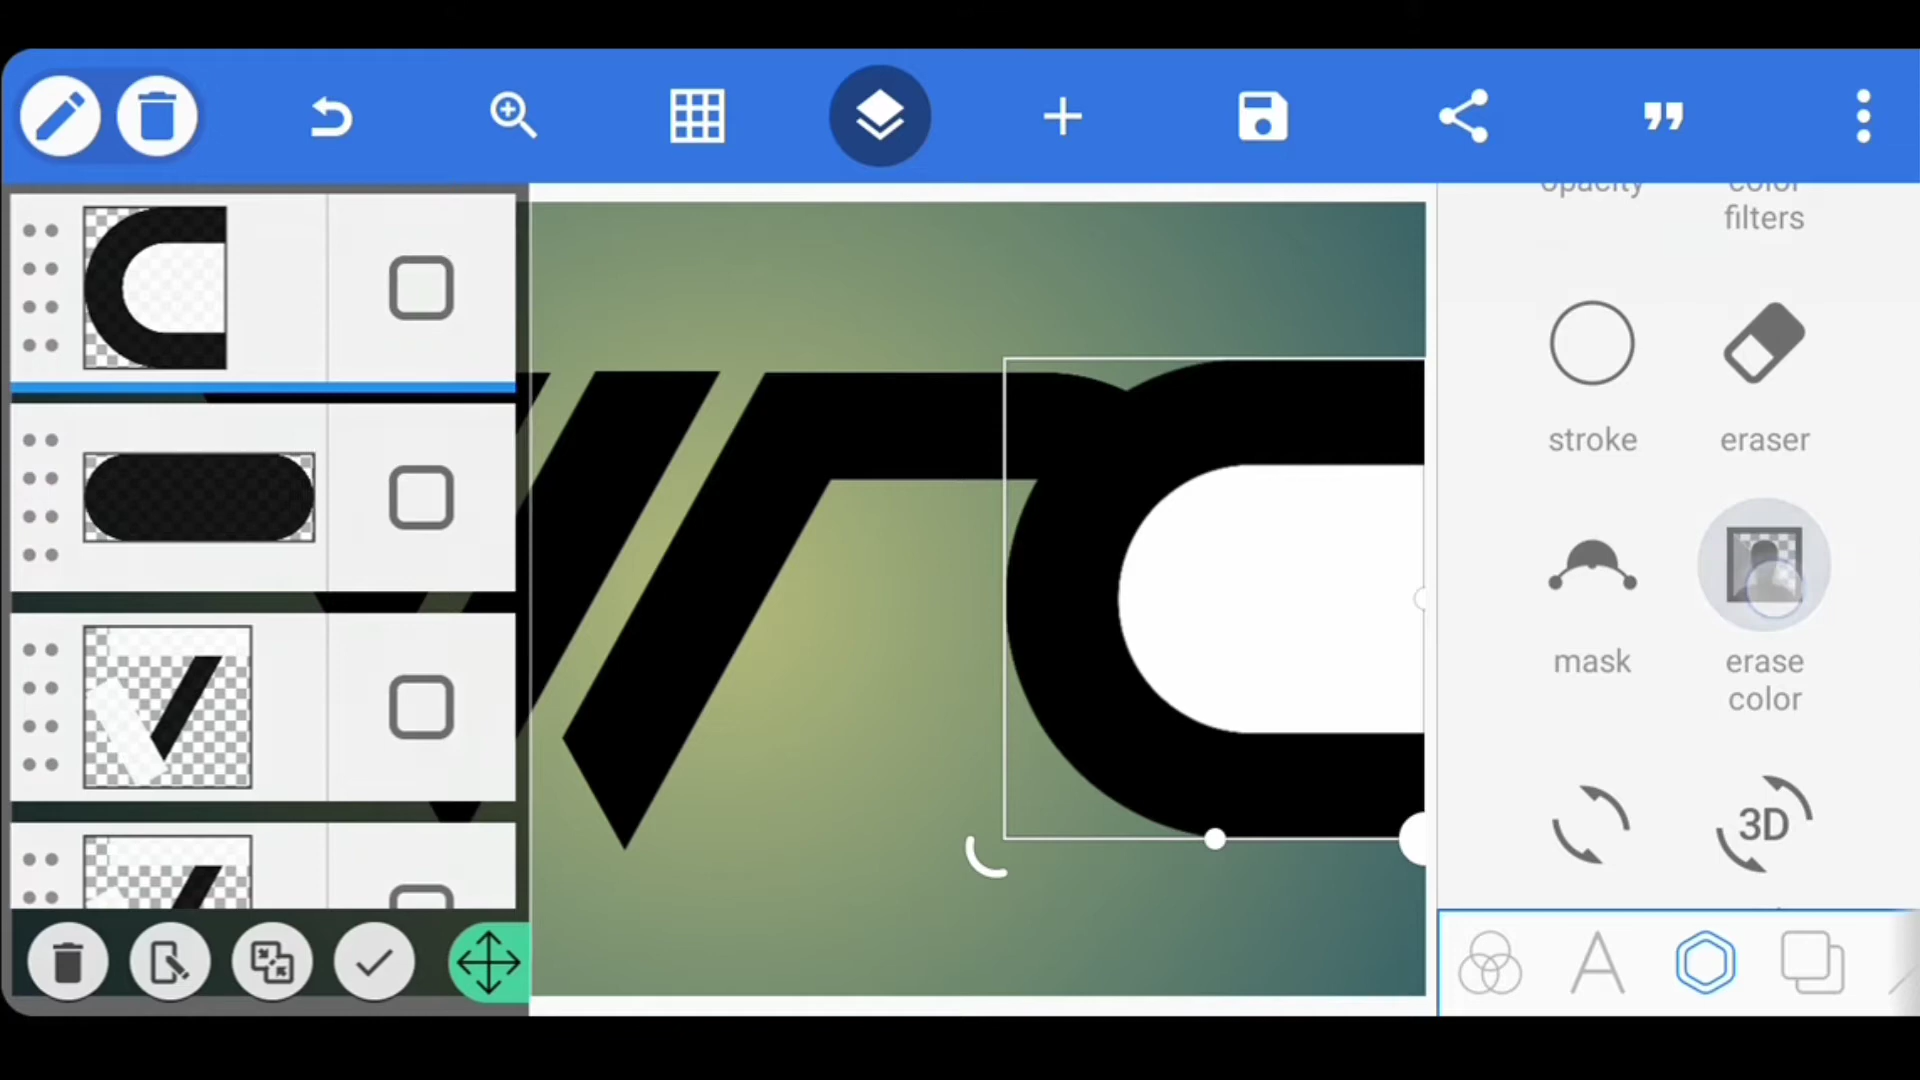 opacity
color
filters
stroke
eraser
mask
erase
color
3D